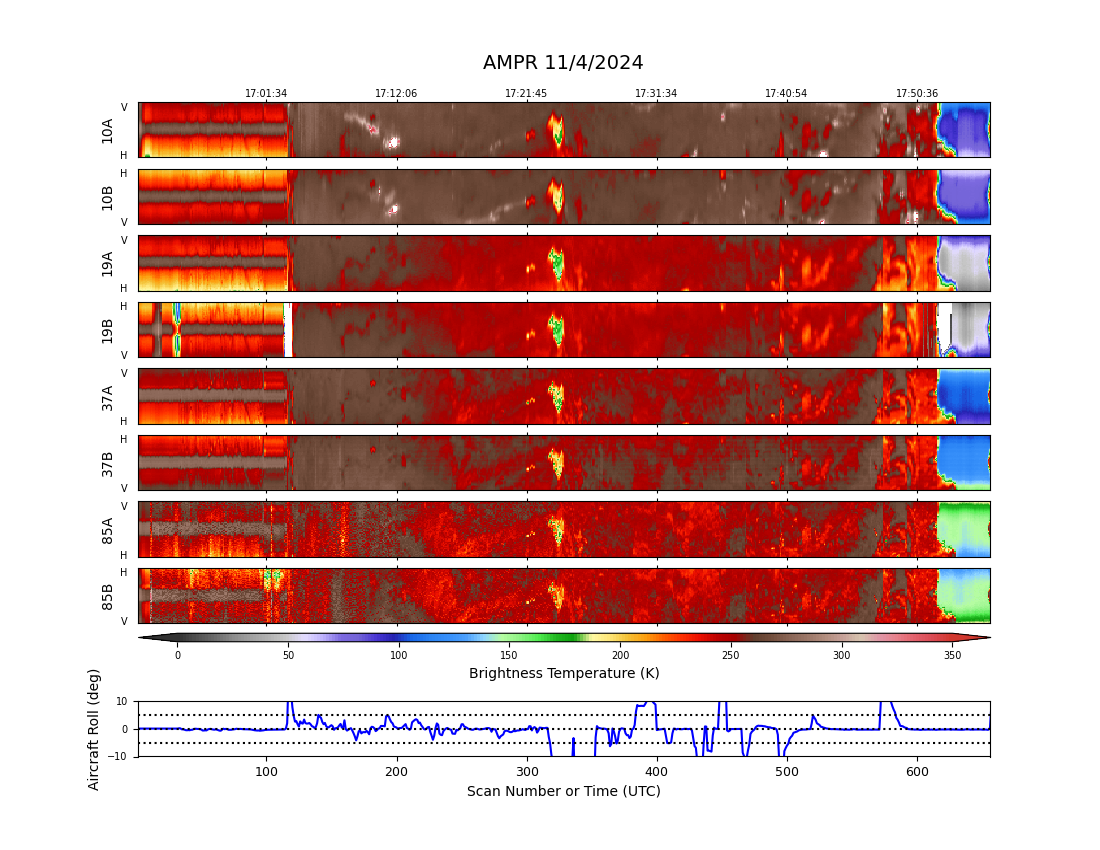 AMPR 11/4/2024
17:01:34 17:12:06 17:21:45 17:31:34 17:40:54 17:50:36
V
10A
H
H
10B
V
V
19A
H
H
19B
V
V
37A
H
H
37B
V
V
85A
H
H
85B
V
0 50 100 150 200 250 300 350
Brightness Temperature (K)
Aircraft Roll (deg)
10
0
−10
100 200 300 400 500 600
Scan Number or Time (UTC)